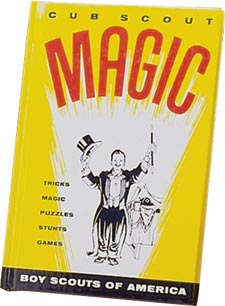 CUB SCOUT
MAGIC
TRICKS
MAGIC
PUZZLES
STUNTS
GAMES
BOY SCOUTS OF AMERICA